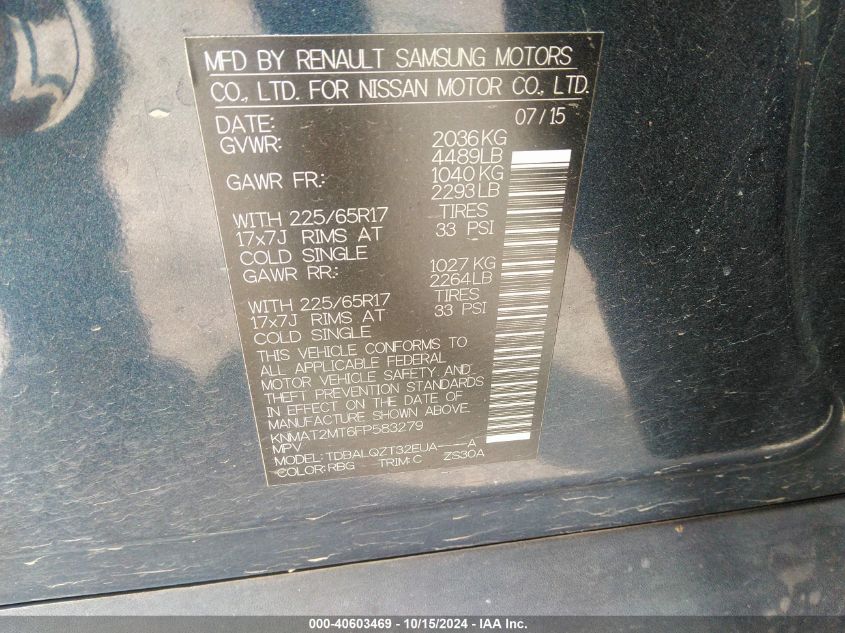 MFD BY RENAULT SAMSUNG MOTORS
CO., LTD. FOR NISSAN MOTOR CO., LTD.
DATE: 07/15
GVWR: 2036KG
4489LB
GAWR FR.: 1040KG
2293LB
WITH 225/65R17 TIRES
17x7J RIMS AT 33 PSI
COLD SINGLE
GAWR RR.: 1027 KG
2264LB
WITH 225/65R17 TIRES
17x7J RIMS AT 33 PSI
COLD SINGLE
THIS VEHICLE CONFORMS TO
ALL APPLICABLE FEDERAL
MOTOR VEHICLE SAFETY, AND
THEFT PREVENTION STANDARDS
IN EFFECT ON THE DATE OF
MANUFACTURE SHOWN ABOVE.
KNMAT2MT6FP583279
MPV
MODEL: TDBALQZT32EUA----A
COLOR: RBG TRIM: C ZS30A
000-40603469 - 10/15/2024 - IAA Inc.